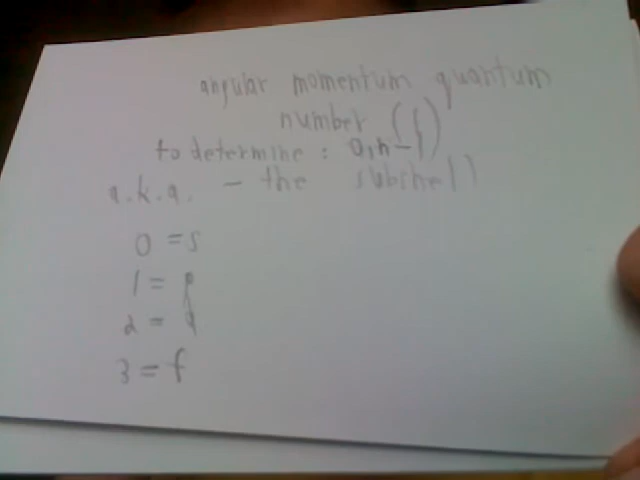 angular momentum quantum
number (l)
to determine: 0, n-1
a.k.a. - the subshell
0 = s
1 = p
2 = d
3 = f